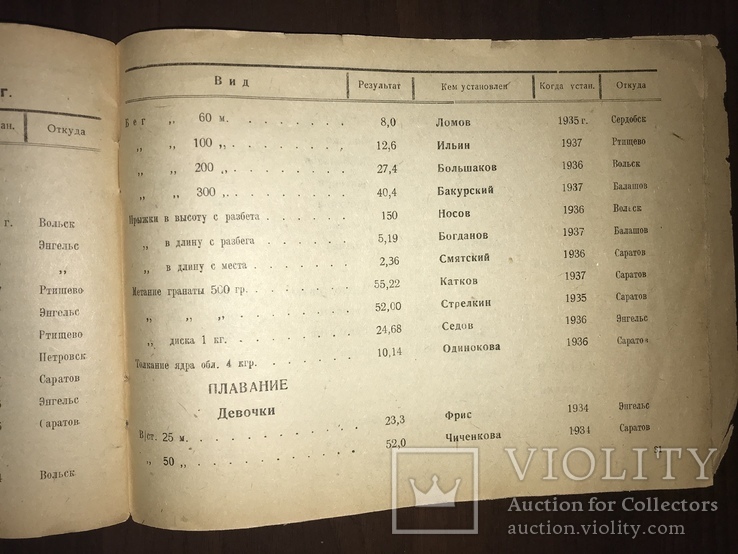 г.
ан. Откуда
г. Вольск
Энгельс
„
Ртищево
Энгельс
Ртищево
Петровск
Саратов
Энгельс
Саратов
Вольск
Вид Результат Кем установлен Когда устан. Откуда
Бег „ 60 м. 8,0 Ломов 1935 г. Сердобск
„ „ 100 „ 12,6 Ильин 1937 Ртищево
„ „ 200 „ 27,4 Большаков 1936 Вольск
„ „ 300 „ 40,4 Бакурский 1937 Балашов
Прыжки в высоту с разбета 150 Носов 1936 Вольск
„ в длину с разбега 5,19 Богданов 1937 Балашов
„ в длину с места 2,36 Смятский 1936 Саратов
Метание гранаты 500 гр. 55,22 Катков 1937 Саратов
„ „ „ 52,00 Стрелкин 1935 Саратов
„ диска 1 кг. 24,68 Седов 1936 Энгельс
Толкание ядра обл. 4 кгр. 10,14 Одинокова 1936 Саратов
ПЛАВАНИЕ
Девочки
В|ст. 25 м. 23,3 Фрис 1934 Энгельс
„ 50 „ 52,0 Чиченкова 1934 Саратов
VIOLITY
Auction for Collectors
auction.violity.com